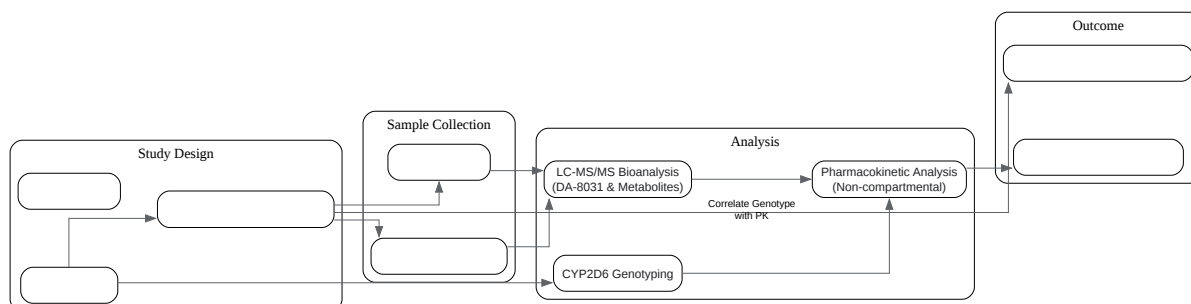 Outcome
Sample Collection
Study Design
Analysis
LC-MS/MS Bioanalysis
(DA-8031 & Metabolites)
Pharmacokinetic Analysis
(Non-compartmental)
Correlate Genotype
with PK
CYP2D6 Genotyping